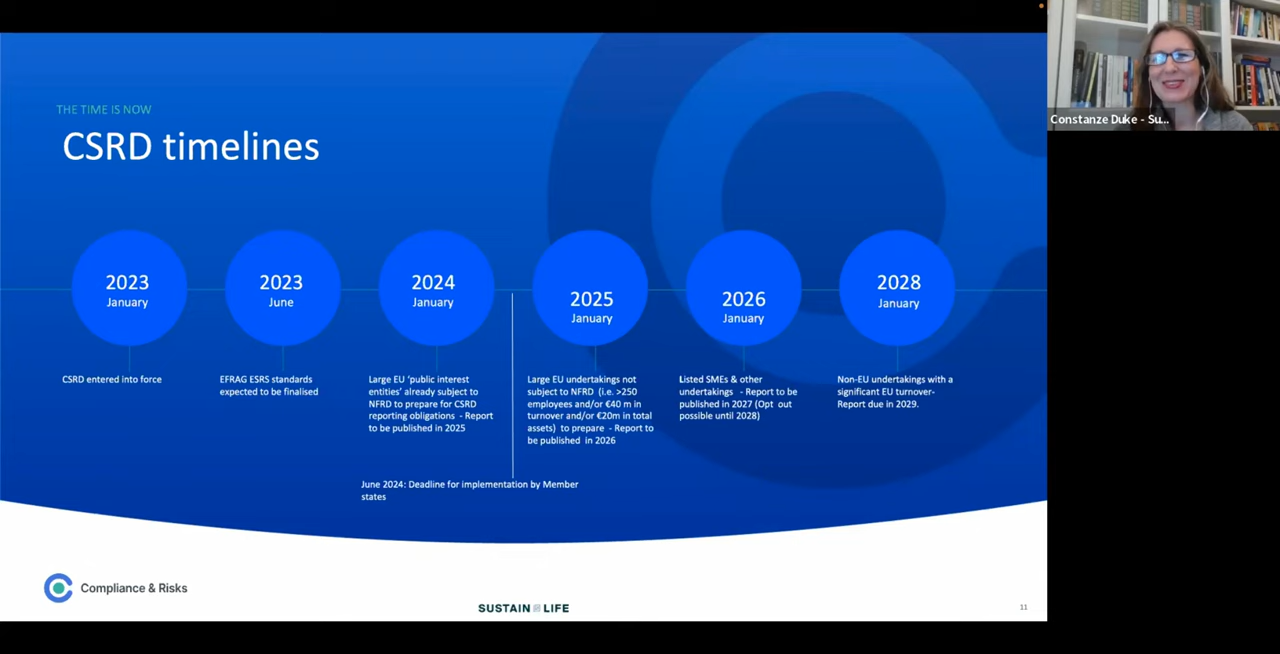 THE TIME IS NOW
CSRD timelines
2023
January
2023
June
2024
January
2025
January
2026
January
2028
January
CSRD entered into force
EFRAG ESRS standards
expected to be finalised
Large EU ‘public interest
entities’ already subject to
NFRD to prepare for CSRD
reporting obligations - Report
to be published in 2025
Large EU undertakings not
subject to NFRD (i.e. >250
employees and/or €40 m in
turnover and/or €20m in total
assets) to prepare - Report to
be published in 2026
Listed SMEs & other
undertakings - Report to be
published in 2027 (Opt out
possible until 2028)
Non-EU undertakings with a
significant EU turnover-
Report due in 2029.
June 2024: Deadline for implementation by Member
states
Compliance & Risks
SUSTAIN LIFE
11
Constanze Duke - Su...